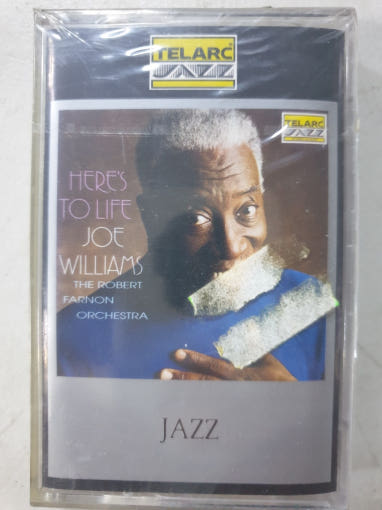 TELARC
JAZZ
TELARC
JAZZ
HERE'S
TO LIFE
JOE
WILLIAMS
THE ROBERT
FARNON
ORCHESTRA
JAZZ